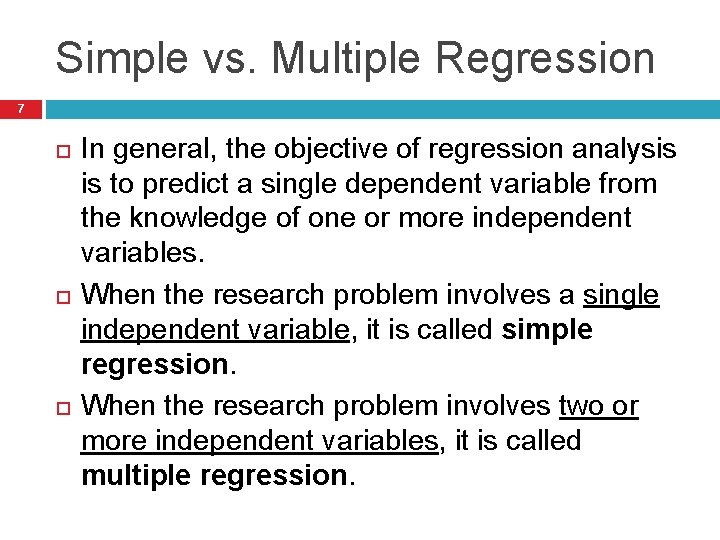 Simple vs. Multiple Regression
7
In general, the objective of regression analysis
is to predict a single dependent variable from
the knowledge of one or more independent
variables.
When the research problem involves a single
independent variable, it is called simple
regression.
When the research problem involves two or
more independent variables, it is called
multiple regression.